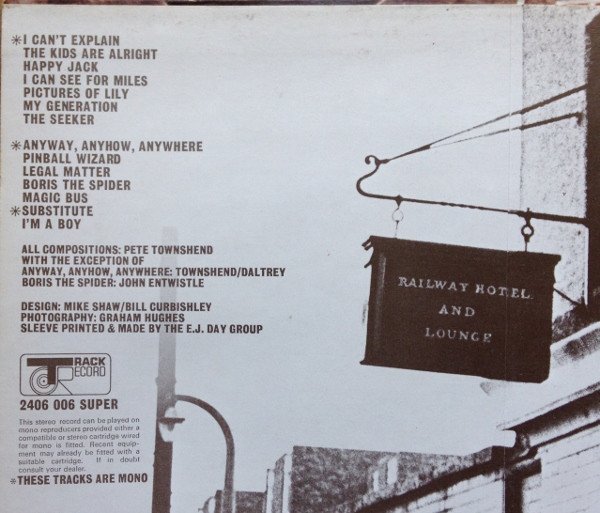 *I CAN'T EXPLAIN
THE KIDS ARE ALRIGHT
HAPPY JACK
I CAN SEE FOR MILES
PICTURES OF LILY
MY GENERATION
THE SEEKER
*ANYWAY, ANYHOW, ANYWHERE
PINBALL WIZARD
LEGAL MATTER
BORIS THE SPIDER
MAGIC BUS
*SUBSTITUTE
I'M A BOY
ALL COMPOSITIONS: PETE TOWNSHEND
WITH THE EXCEPTION OF
ANYWAY, ANYHOW, ANYWHERE: TOWNSHEND/DALTREY
BORIS THE SPIDER: JOHN ENTWISTLE
DESIGN: MIKE SHAW/BILL CURBISHLEY
PHOTOGRAPHY: GRAHAM HUGHES
SLEEVE PRINTED & MADE BY THE E.J. DAY GROUP
TRACK
RECORD
2406 006 SUPER
This stereo record can be played on
mono reproducers provided either a
compatible or stereo cartridge wired
for mono is fitted. Recent equip-
ment may already be fitted with a
suitable cartridge. If in doubt
consult your dealer.
*THESE TRACKS ARE MONO
RAILWAY HOTEL
AND
LOUNGE